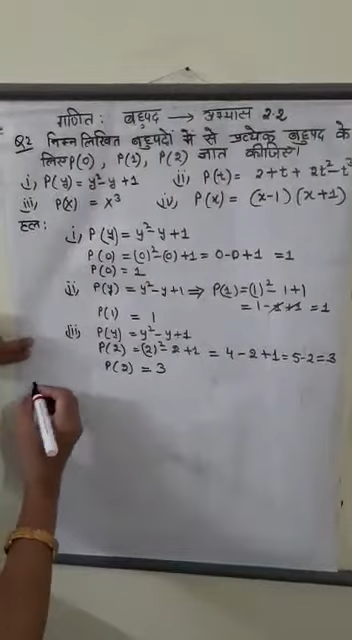 गणित: बहुपद → अभ्यास 2.2
Q2 निम्नलिखित बहुपदों में से प्रत्येक बहुपद के
लिए P(0), P(1), P(2) ज्ञात कीजिए।
i, P(y) = y²-y+1 ii, P(t) = 2+t+2t²-t³
iii, P(x) = x³ iv, P(x) = (x-1)(x+1)
हल:
i, P(y) = y²-y+1
P(0) = (0)²-(0)+1 = 0-0+1 = 1
P(0) = 1
ii, P(y) = y²-y+1 ⇒ P(1) = (1)²-1+1
= 1-1+1 = 1
P(1) = 1
iii, P(y) = y²-y+1
P(2) = (2)²-2+1 = 4-2+1 = 5-2 = 3
P(2) = 3